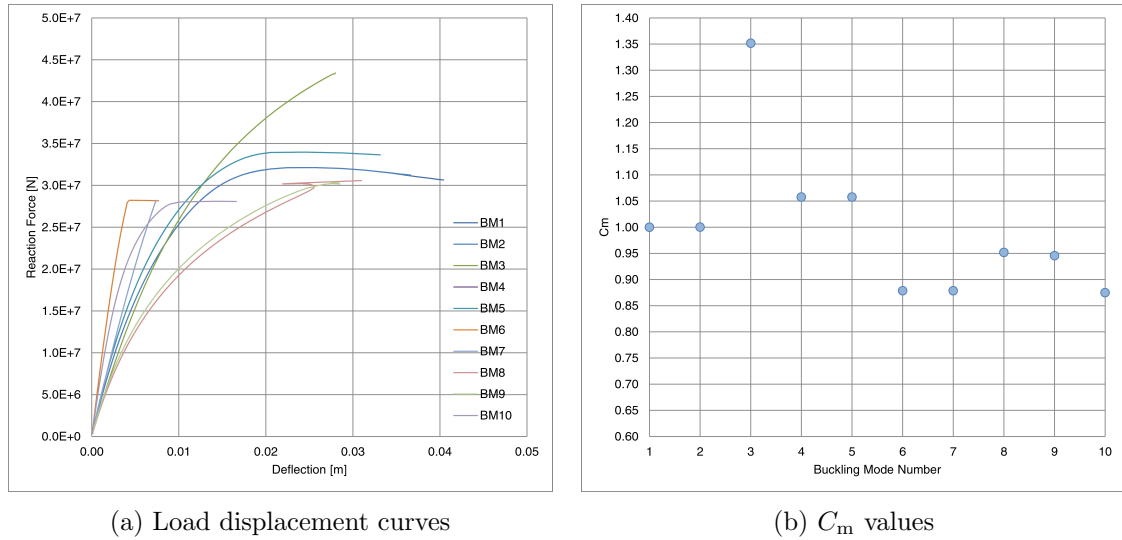 5.0E+7
4.5E+7
4.0E+7
3.5E+7
3.0E+7
2.5E+7
2.0E+7
1.5E+7
1.0E+7
5.0E+6
0.0E+0
Reaction Force [N]
0.00 0.01 0.02 0.03 0.04 0.05
Deflection [m]
BM1
BM2
BM3
BM4
BM5
BM6
BM7
BM8
BM9
BM10
(a) Load displacement curves
1.40
1.35
1.30
1.25
1.20
1.15
1.10
1.05
1.00
0.95
0.90
0.85
0.80
0.75
0.70
0.65
0.60
Cm
1 2 3 4 5 6 7 8 9 10
Buckling Mode Number
(b) Cm values